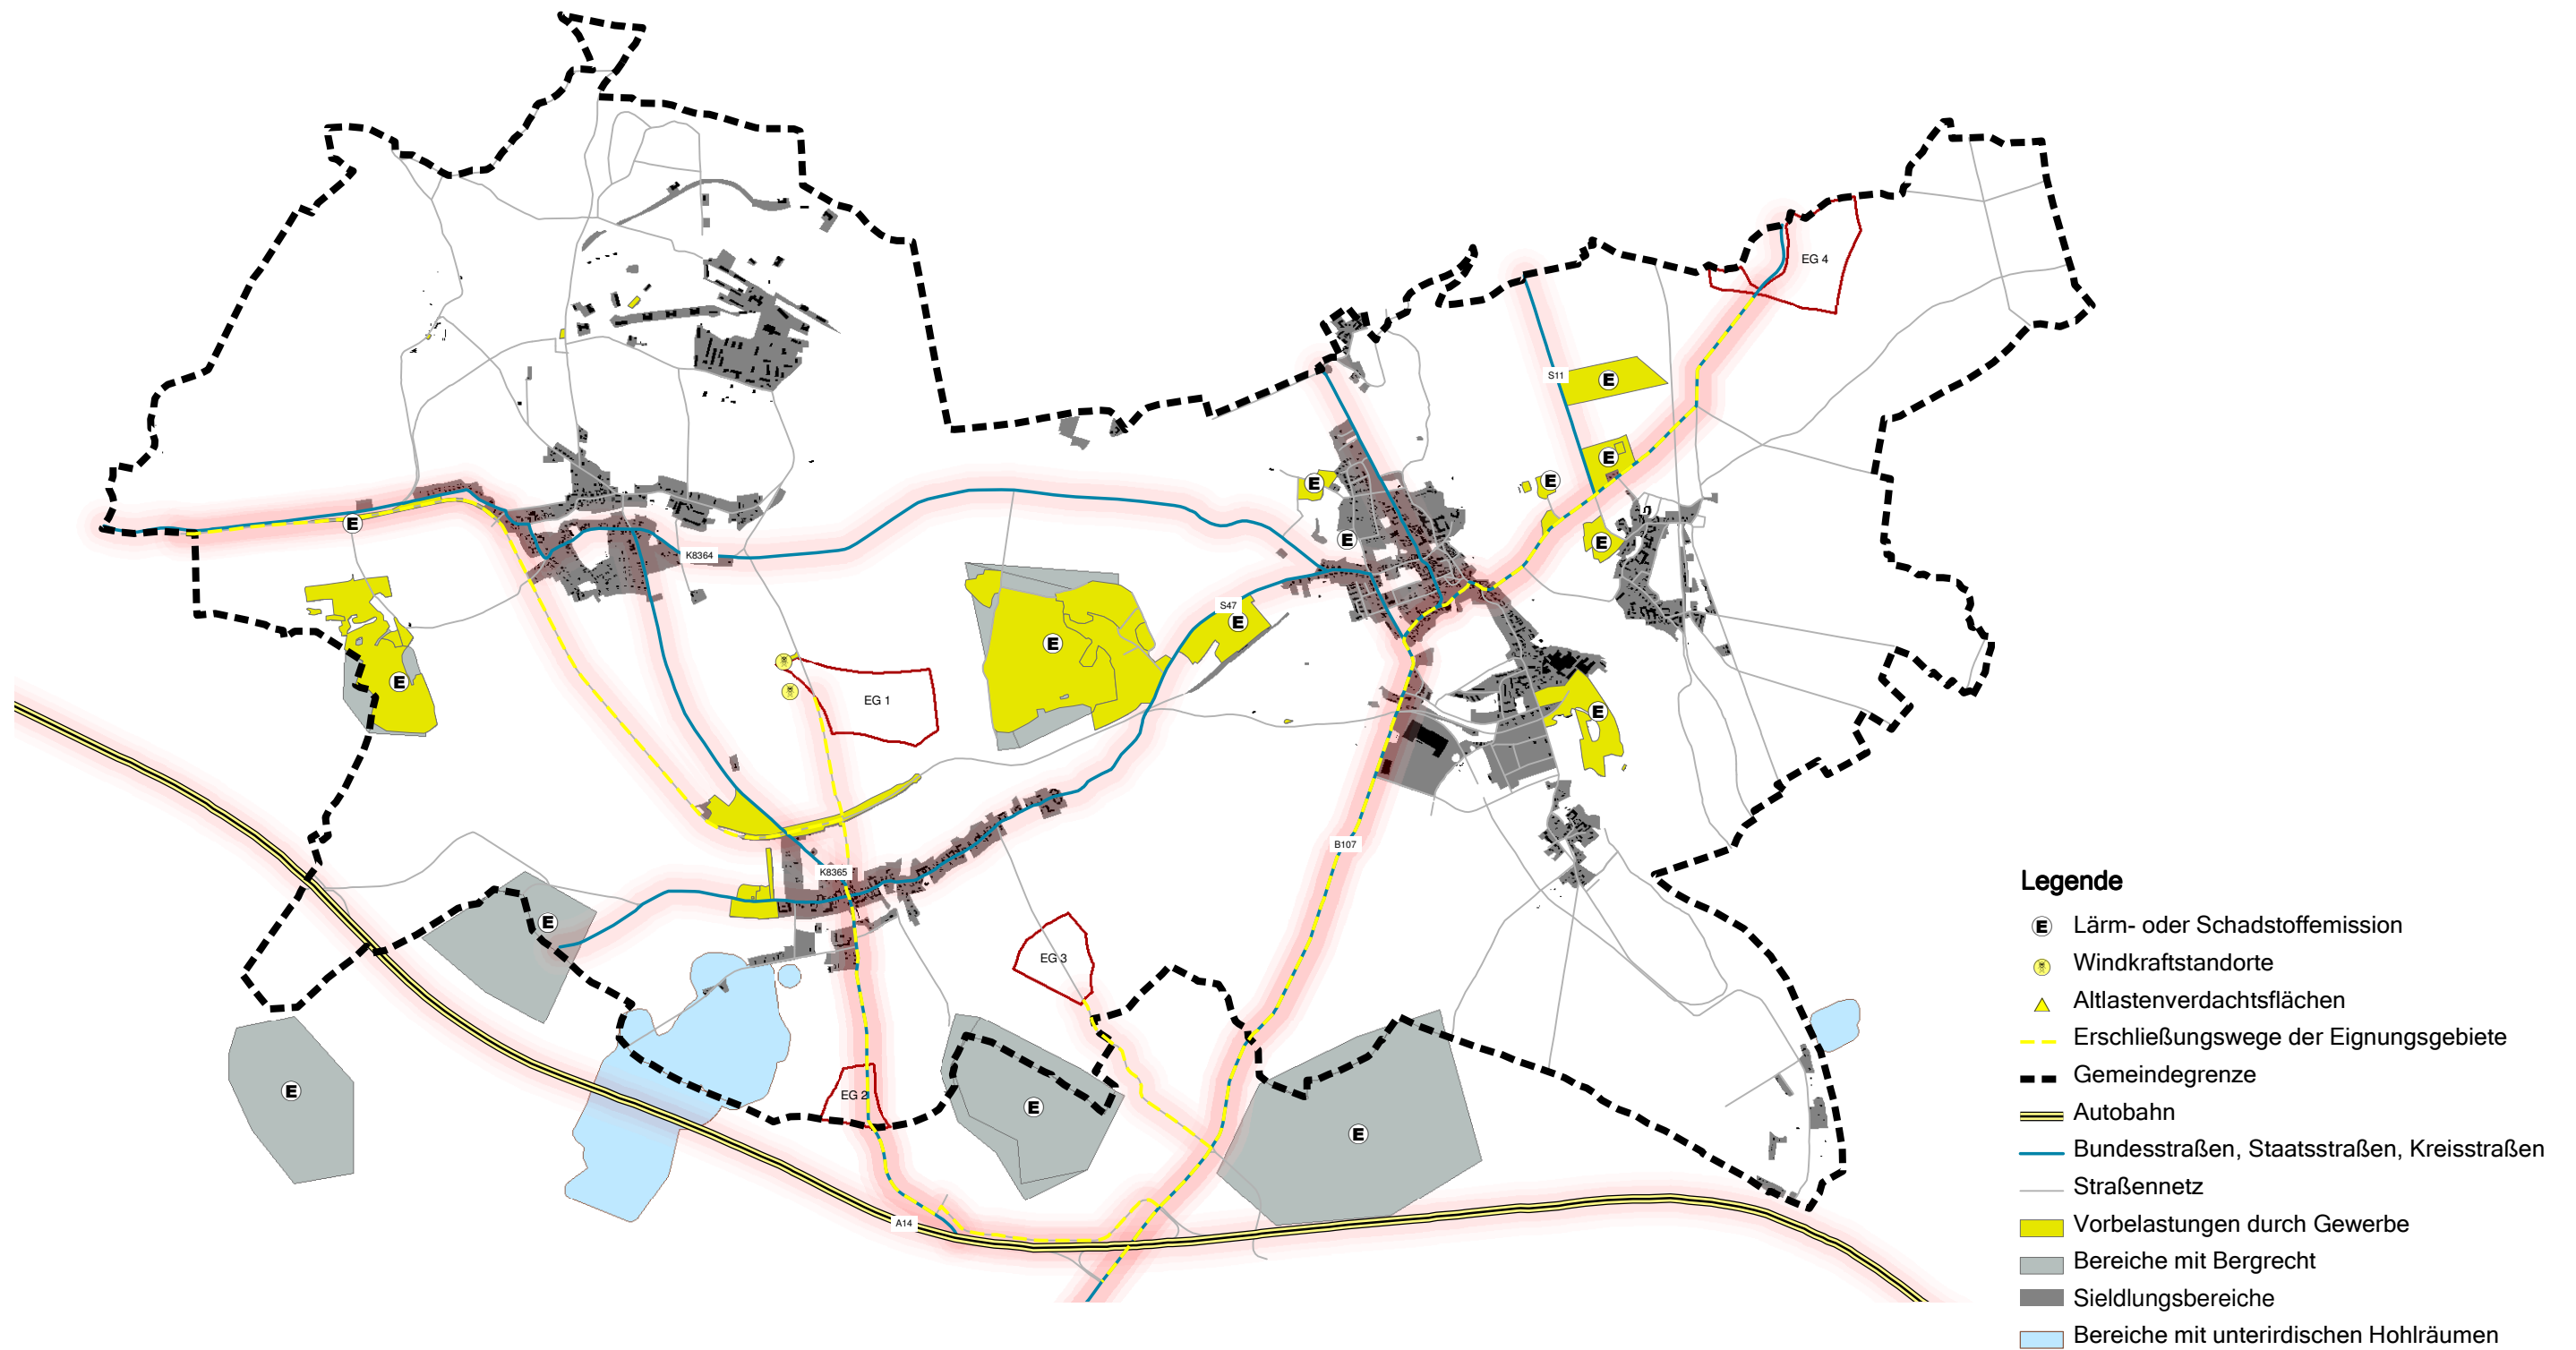 EG 4
S11
E
E
E
E
E
E
E
K8364
S47
E
E
E
EG 1
E
B107
K8365
E
EG 3
E
EG 2
E
E
A14
Legende
E Lärm- oder Schadstoffemission
Windkraftstandorte
Altlastenverdachtsflächen
Erschließungswege der Eignungsgebiete
Gemeindegrenze
Autobahn
Bundesstraßen, Staatsstraßen, Kreisstraßen
Straßennetz
Vorbelastungen durch Gewerbe
Bereiche mit Bergrecht
Sieldlungsbereiche
Bereiche mit unterirdischen Hohlräumen